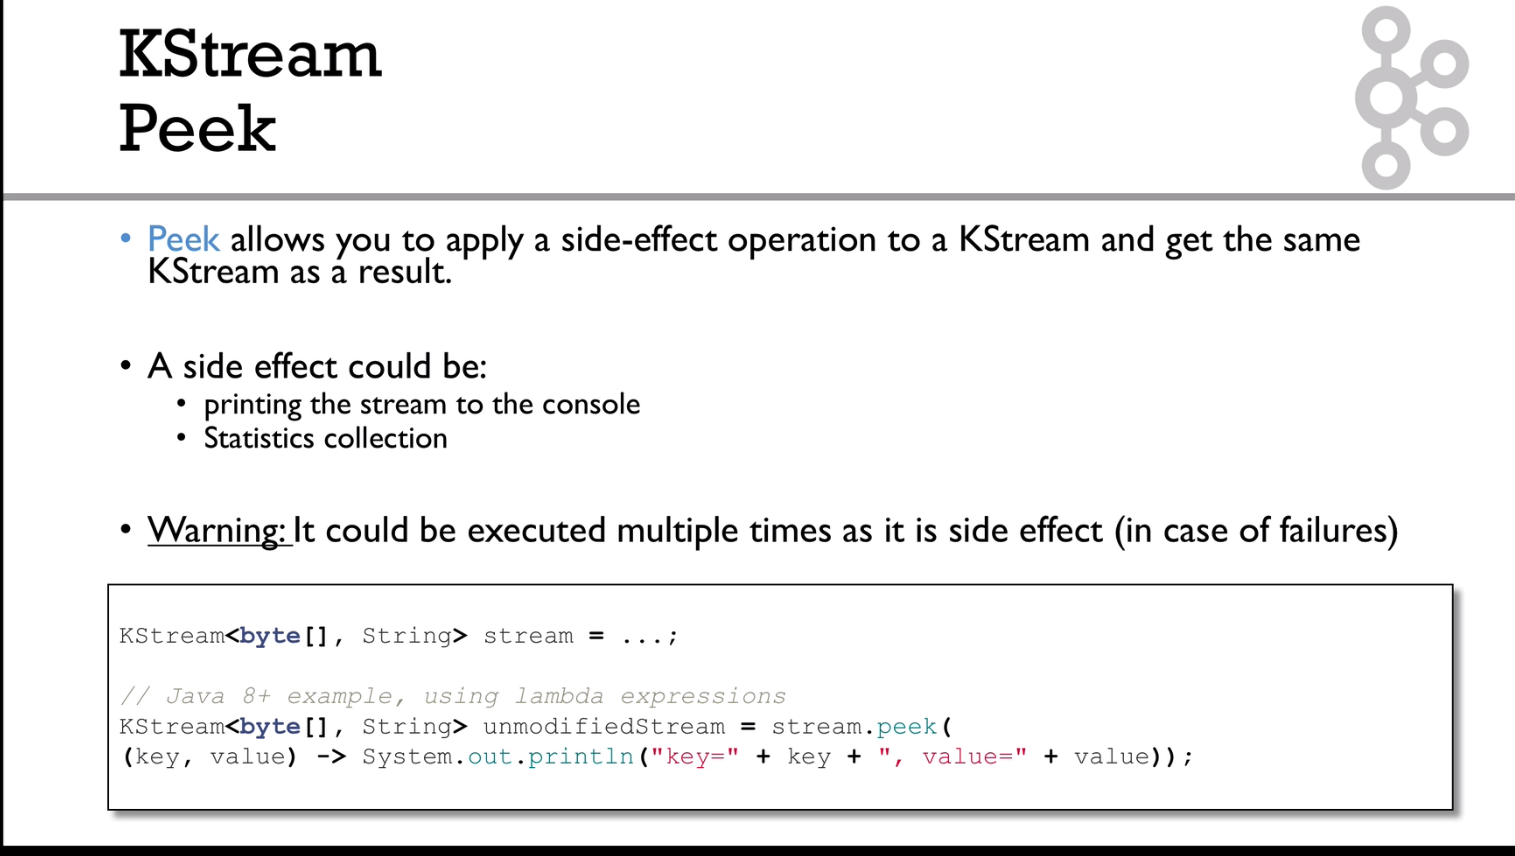 KStream
Peek
• Peek allows you to apply a side-effect operation to a KStream and get the same
KStream as a result.
• A side effect could be:
• printing the stream to the console
• Statistics collection
• Warning: It could be executed multiple times as it is side effect (in case of failures)
KStream<byte[], String> stream = ...;
// Java 8+ example, using lambda expressions
KStream<byte[], String> unmodifiedStream = stream.peek(
(key, value) -> System.out.println("key=" + key + ", value=" + value));